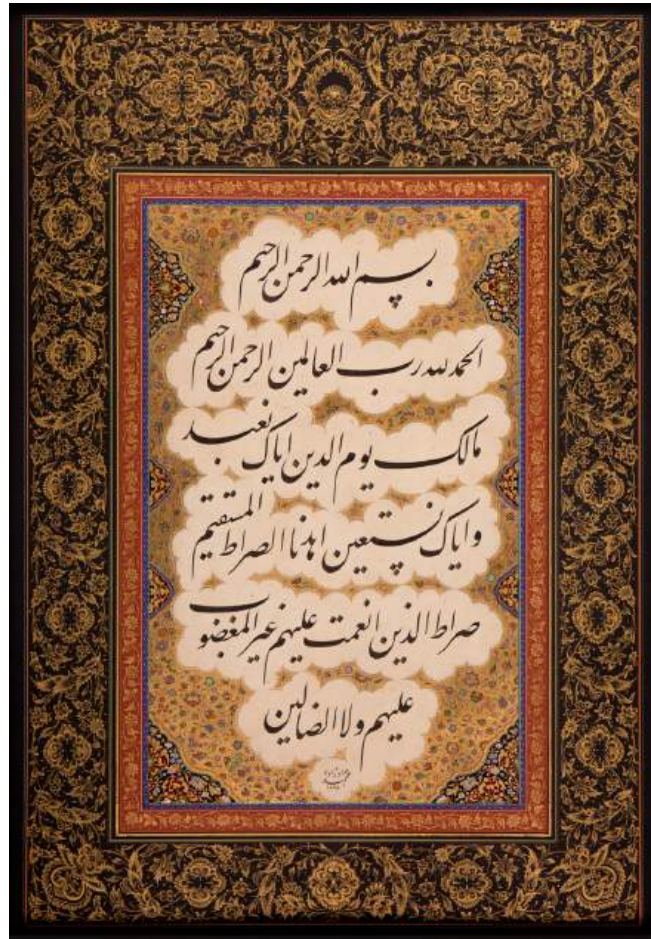 بسم الله الرحمن الرحیم
الحمد لله رب العالمین الرحمن الرحیم
مالک یوم الدین ایاک نعبد
و ایاک نستعین اهدنا الصراط المستقیم
صراط الذین انعمت علیهم غیر المغضوب
علیهم ولا الضالین